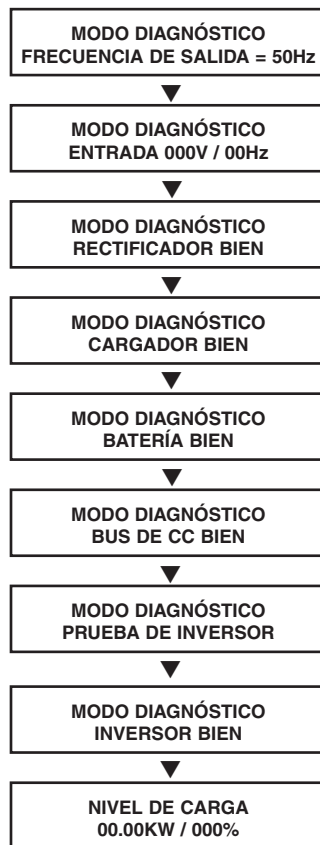 MODO DIAGNÓSTICO
FRECUENCIA DE SALIDA = 50Hz
MODO DIAGNÓSTICO
ENTRADA 000V / 00Hz
MODO DIAGNÓSTICO
RECTIFICADOR BIEN
MODO DIAGNÓSTICO
CARGADOR BIEN
MODO DIAGNÓSTICO
BATERÍA BIEN
MODO DIAGNÓSTICO
BUS DE CC BIEN
MODO DIAGNÓSTICO
PRUEBA DE INVERSOR
MODO DIAGNÓSTICO
INVERSOR BIEN
NIVEL DE CARGA
00.00KW / 000%